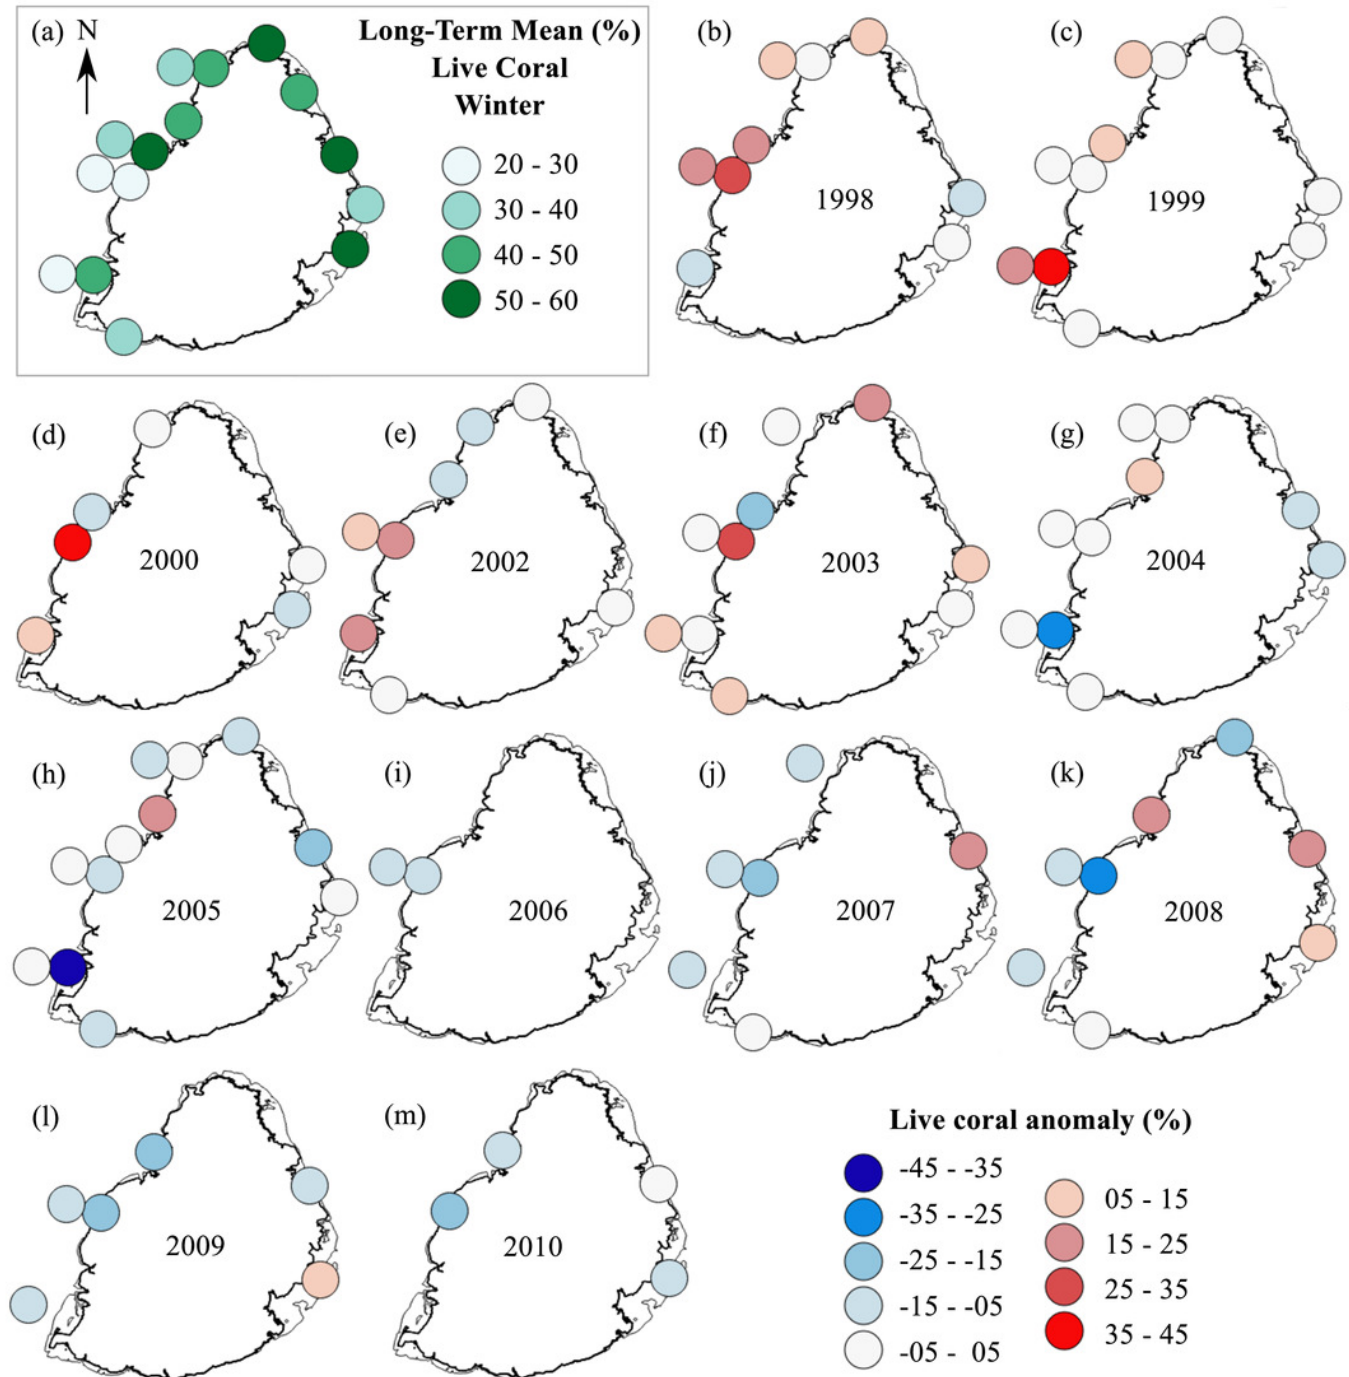 (a) N
Long-Term Mean (%)
Live Coral
Winter
20 - 30
30 - 40
40 - 50
50 - 60
(b)
1998
(c)
1999
(d)
2000
(e)
2002
(f)
2003
(g)
2004
(h)
2005
(i)
2006
(j)
2007
(k)
2008
(l)
2009
(m)
2010
Live coral anomaly (%)
-45 - -35
-35 - -25
-25 - -15
-15 - -05
-05 - 05
05 - 15
15 - 25
25 - 35
35 - 45